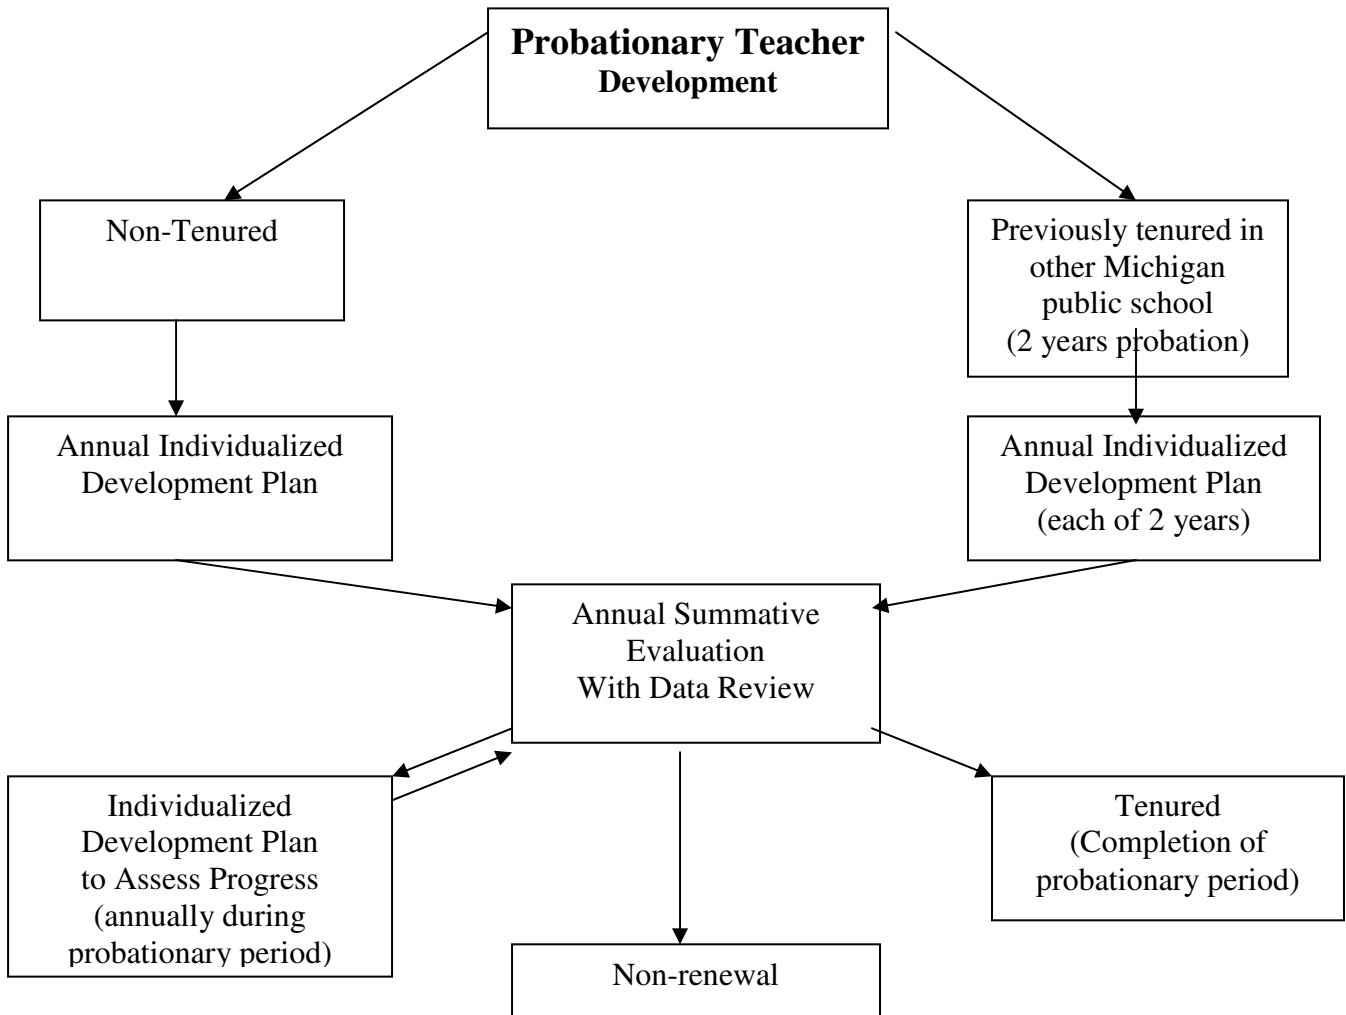 Probationary Teacher
Development
Non-Tenured
Previously tenured in
other Michigan
public school
(2 years probation)
Annual Individualized
Development Plan
Annual Individualized
Development Plan
(each of 2 years)
Annual Summative
Evaluation
With Data Review
Individualized
Development Plan
to Assess Progress
(annually during
probationary period)
Tenured
(Completion of
probationary period)
Non-renewal